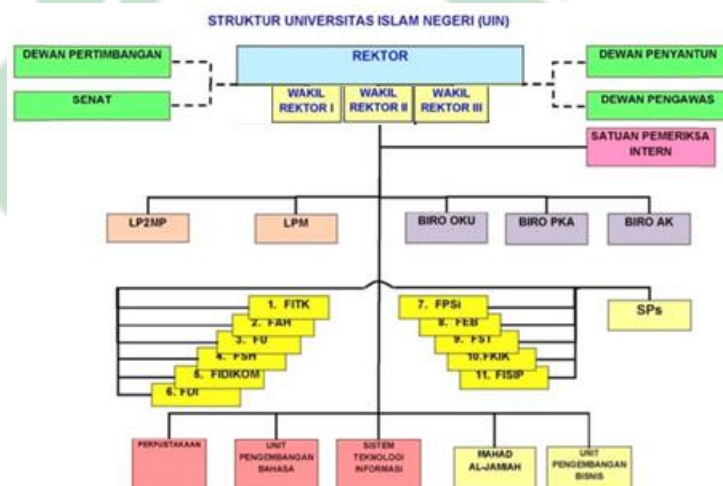 STRUKTUR UNIVERSITAS ISLAM NEGERI (UIN)
DEWAN PERTIMBANGAN
REKTOR
DEWAN PENYANTUN
SENAT
WAKIL
REKTOR I
WAKIL
REKTOR II
WAKIL
REKTOR III
DEWAN PENGAWAS
SATUAN PEMERIKSA
INTERN
LP2MP
LPM
BIRO OKU
BIRO PKA
BIRO AK
1. FITK
2. FAH
3. FU
4. FSH
5. FIDIKOM
6. FDI
7. FPSi
8. FEB
9. FST
10.FKIK
11. FISIP
SPs
PERPUSTAKAAN
UNIT
PENGEMBANGAN
BAHASA
SISTEM
TEKNOLOGI
INFORMASI
MAHAD
AL-JAMIAH
UNIT
PENGEMBANGAN
BISNIS